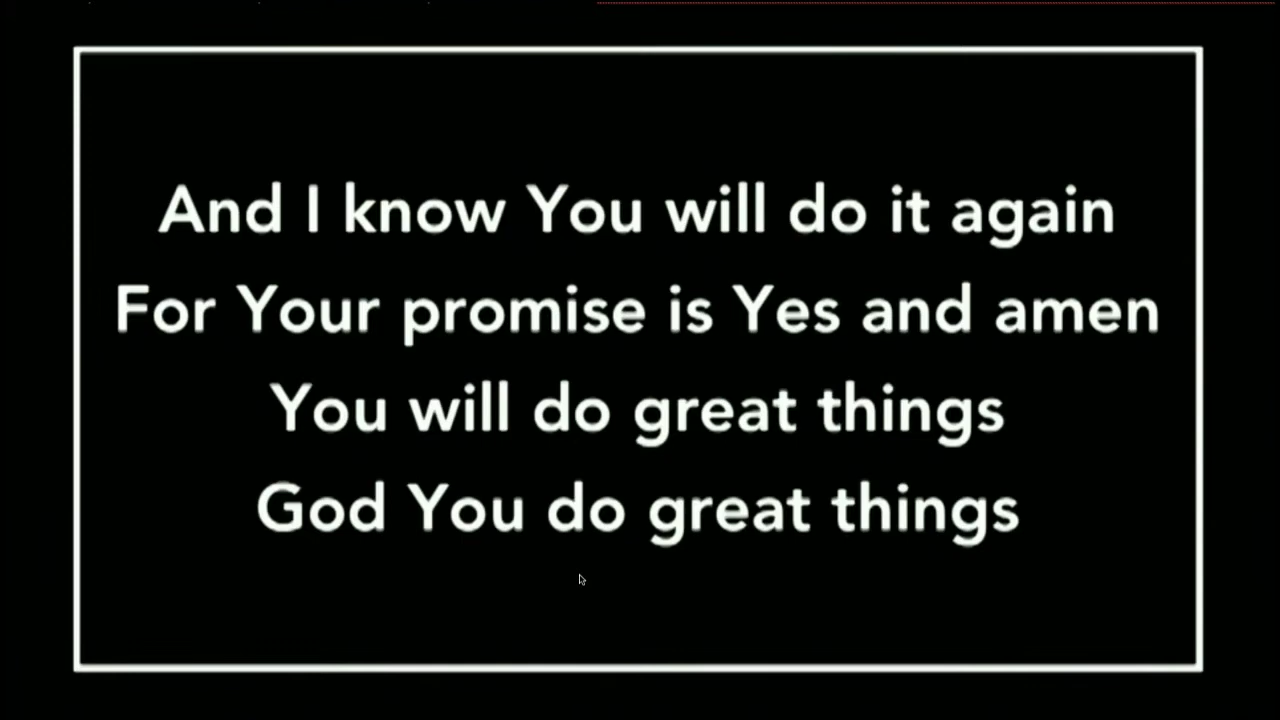 And I know You will do it again
For Your promise is Yes and amen
You will do great things
God You do great things